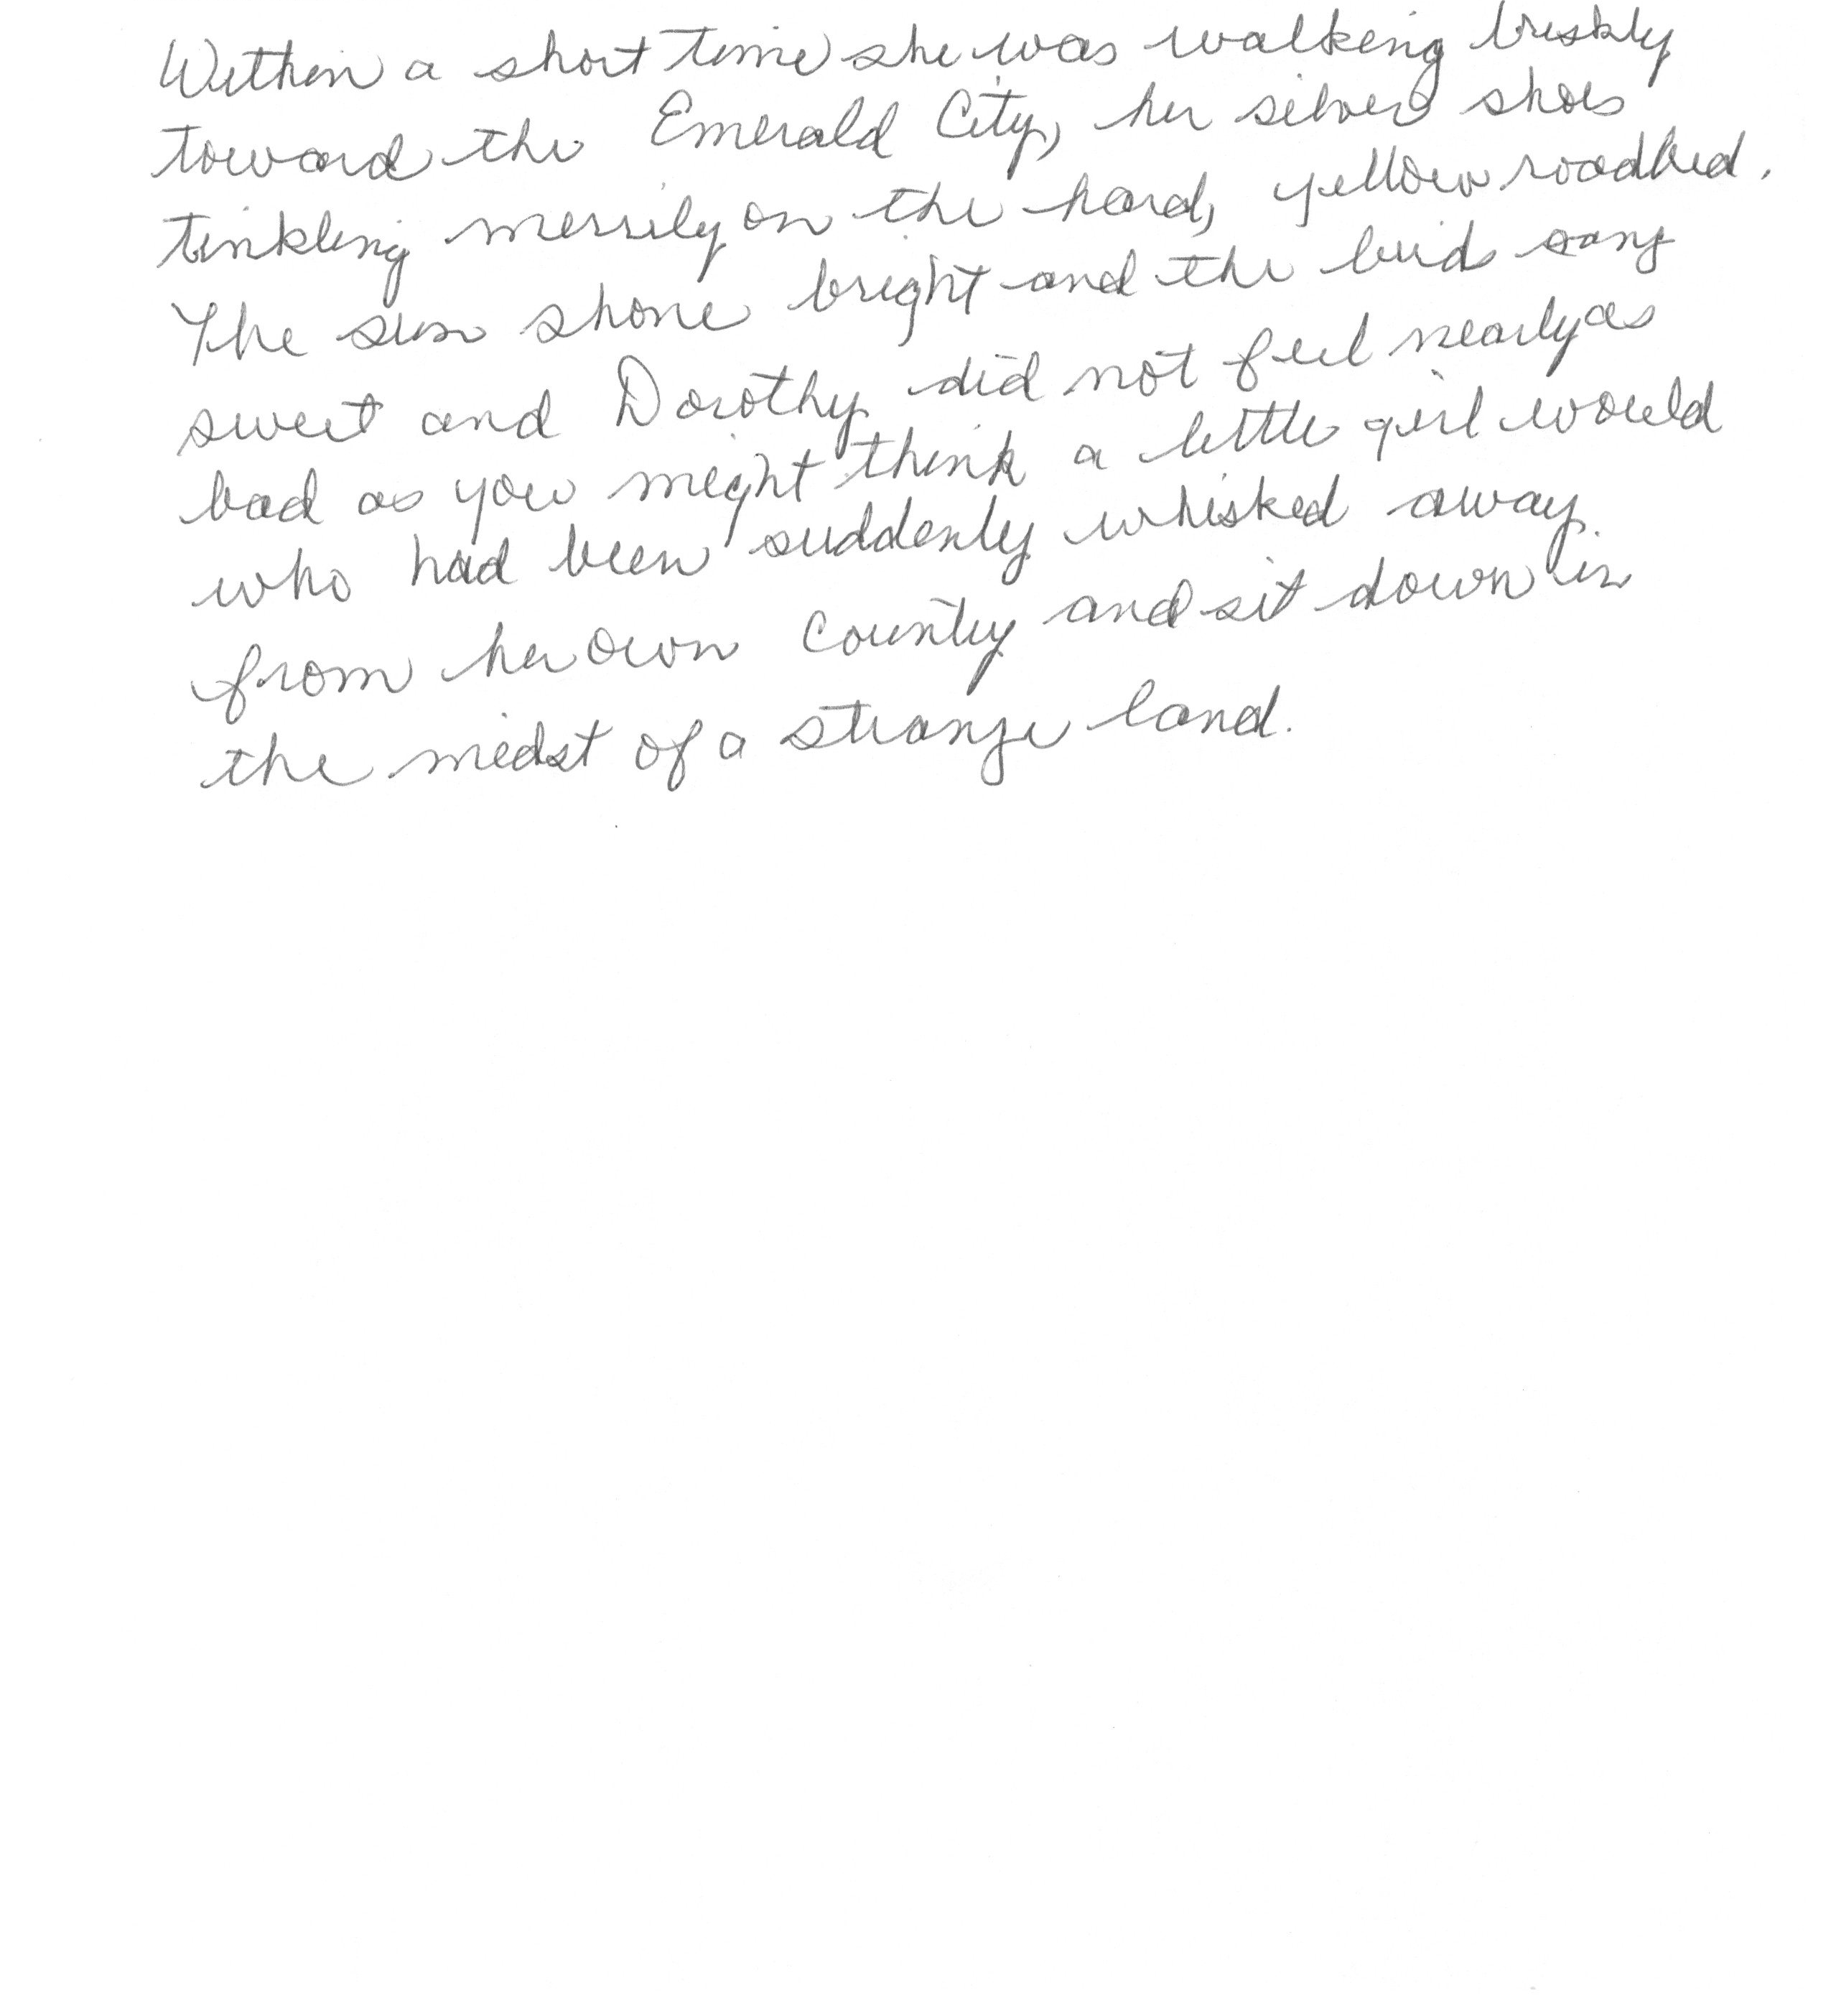 Within a short time she was walking briskly
toward the Emerald City, her silver shoes
tinkling merrily on the hard, yellow roadbed.
The sun shone bright and the birds sang
sweet and Dorothy did not feel nearly as
bad as you might think a little girl would
who had been suddenly whisked away
from her own country and sit down in
the midst of a strange land.